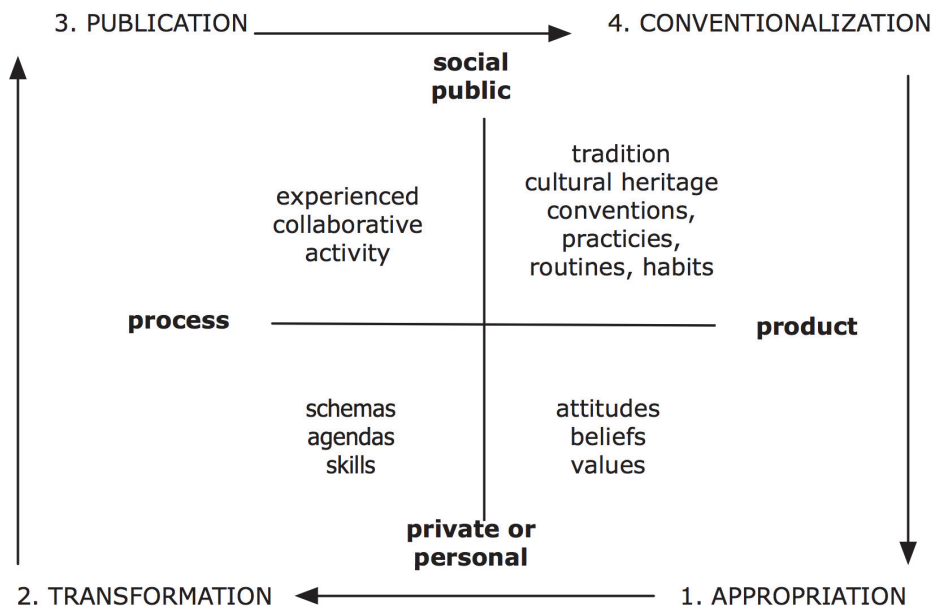 3. PUBLICATION
4. CONVENTIONALIZATION
social
public
experienced
collaborative
activity
tradition
cultural heritage
conventions,
practicies,
routines, habits
process
product
schemas
agendas
skills
attitudes
beliefs
values
private or
personal
2. TRANSFORMATION
1. APPROPRIATION